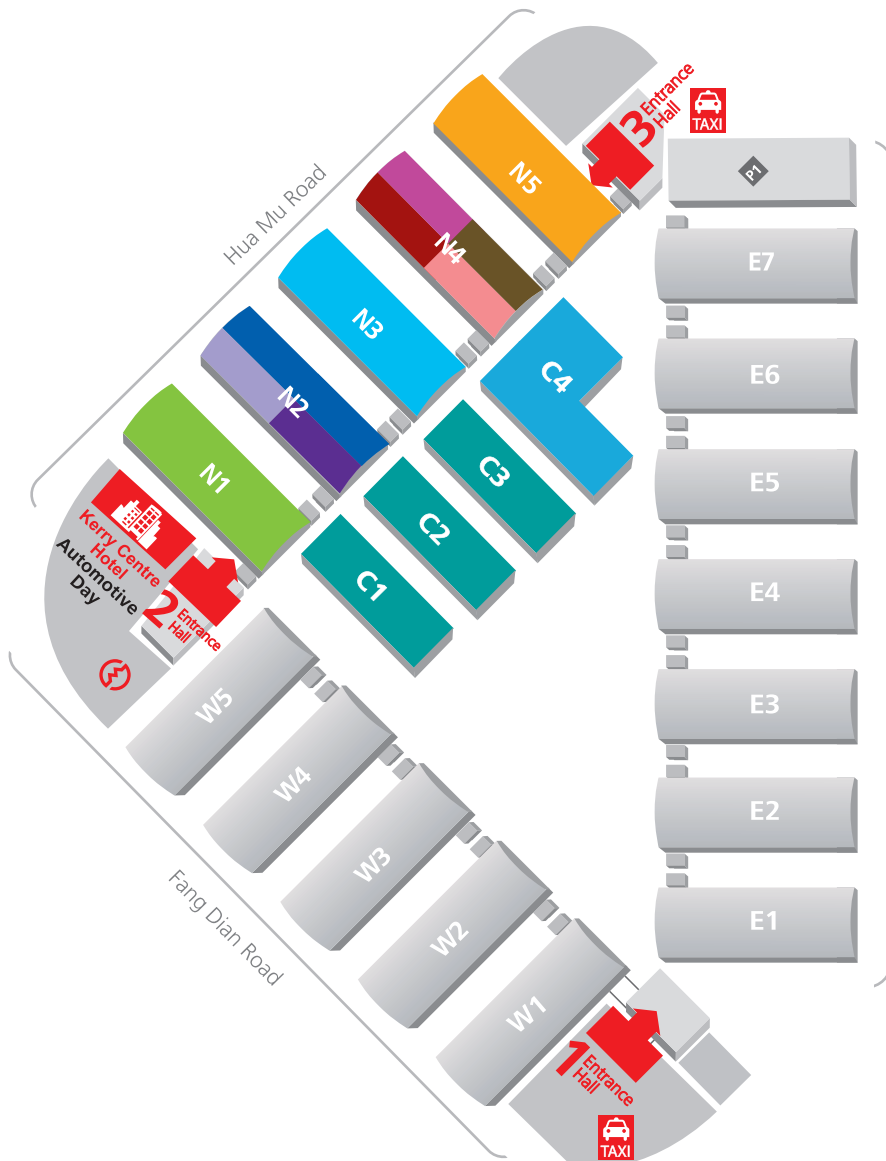 Hua Mu Road
3
Entrance
Hall
TAXI
P1
N5
N4
N3
N2
N1
E7
E6
E5
E4
E3
E2
E1
C4
C3
C2
C1
Kerry Centre
Hotel
Automotive
Day
2
Entrance
Hall
W5
W4
W3
W2
W1
Fang Dian Road
1
Entrance
Hall
TAXI